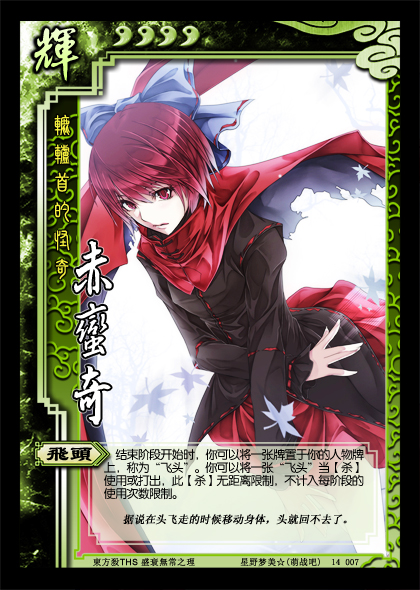 輝
轆轤首的怪奇
赤蠻奇
飛頭
结束阶段开始时，你可以将一张牌置于你的人物牌
上，称为“飞头”。你可以将一张“飞头”当【杀】
使用或打出，此【杀】无距离限制，不计入每阶段的
使用次数限制。
据说在头飞走的时候移动身体，头就回不去了。
東方殺THS 盛衰無常之理
星野梦美☆(萌战吧) 14 007